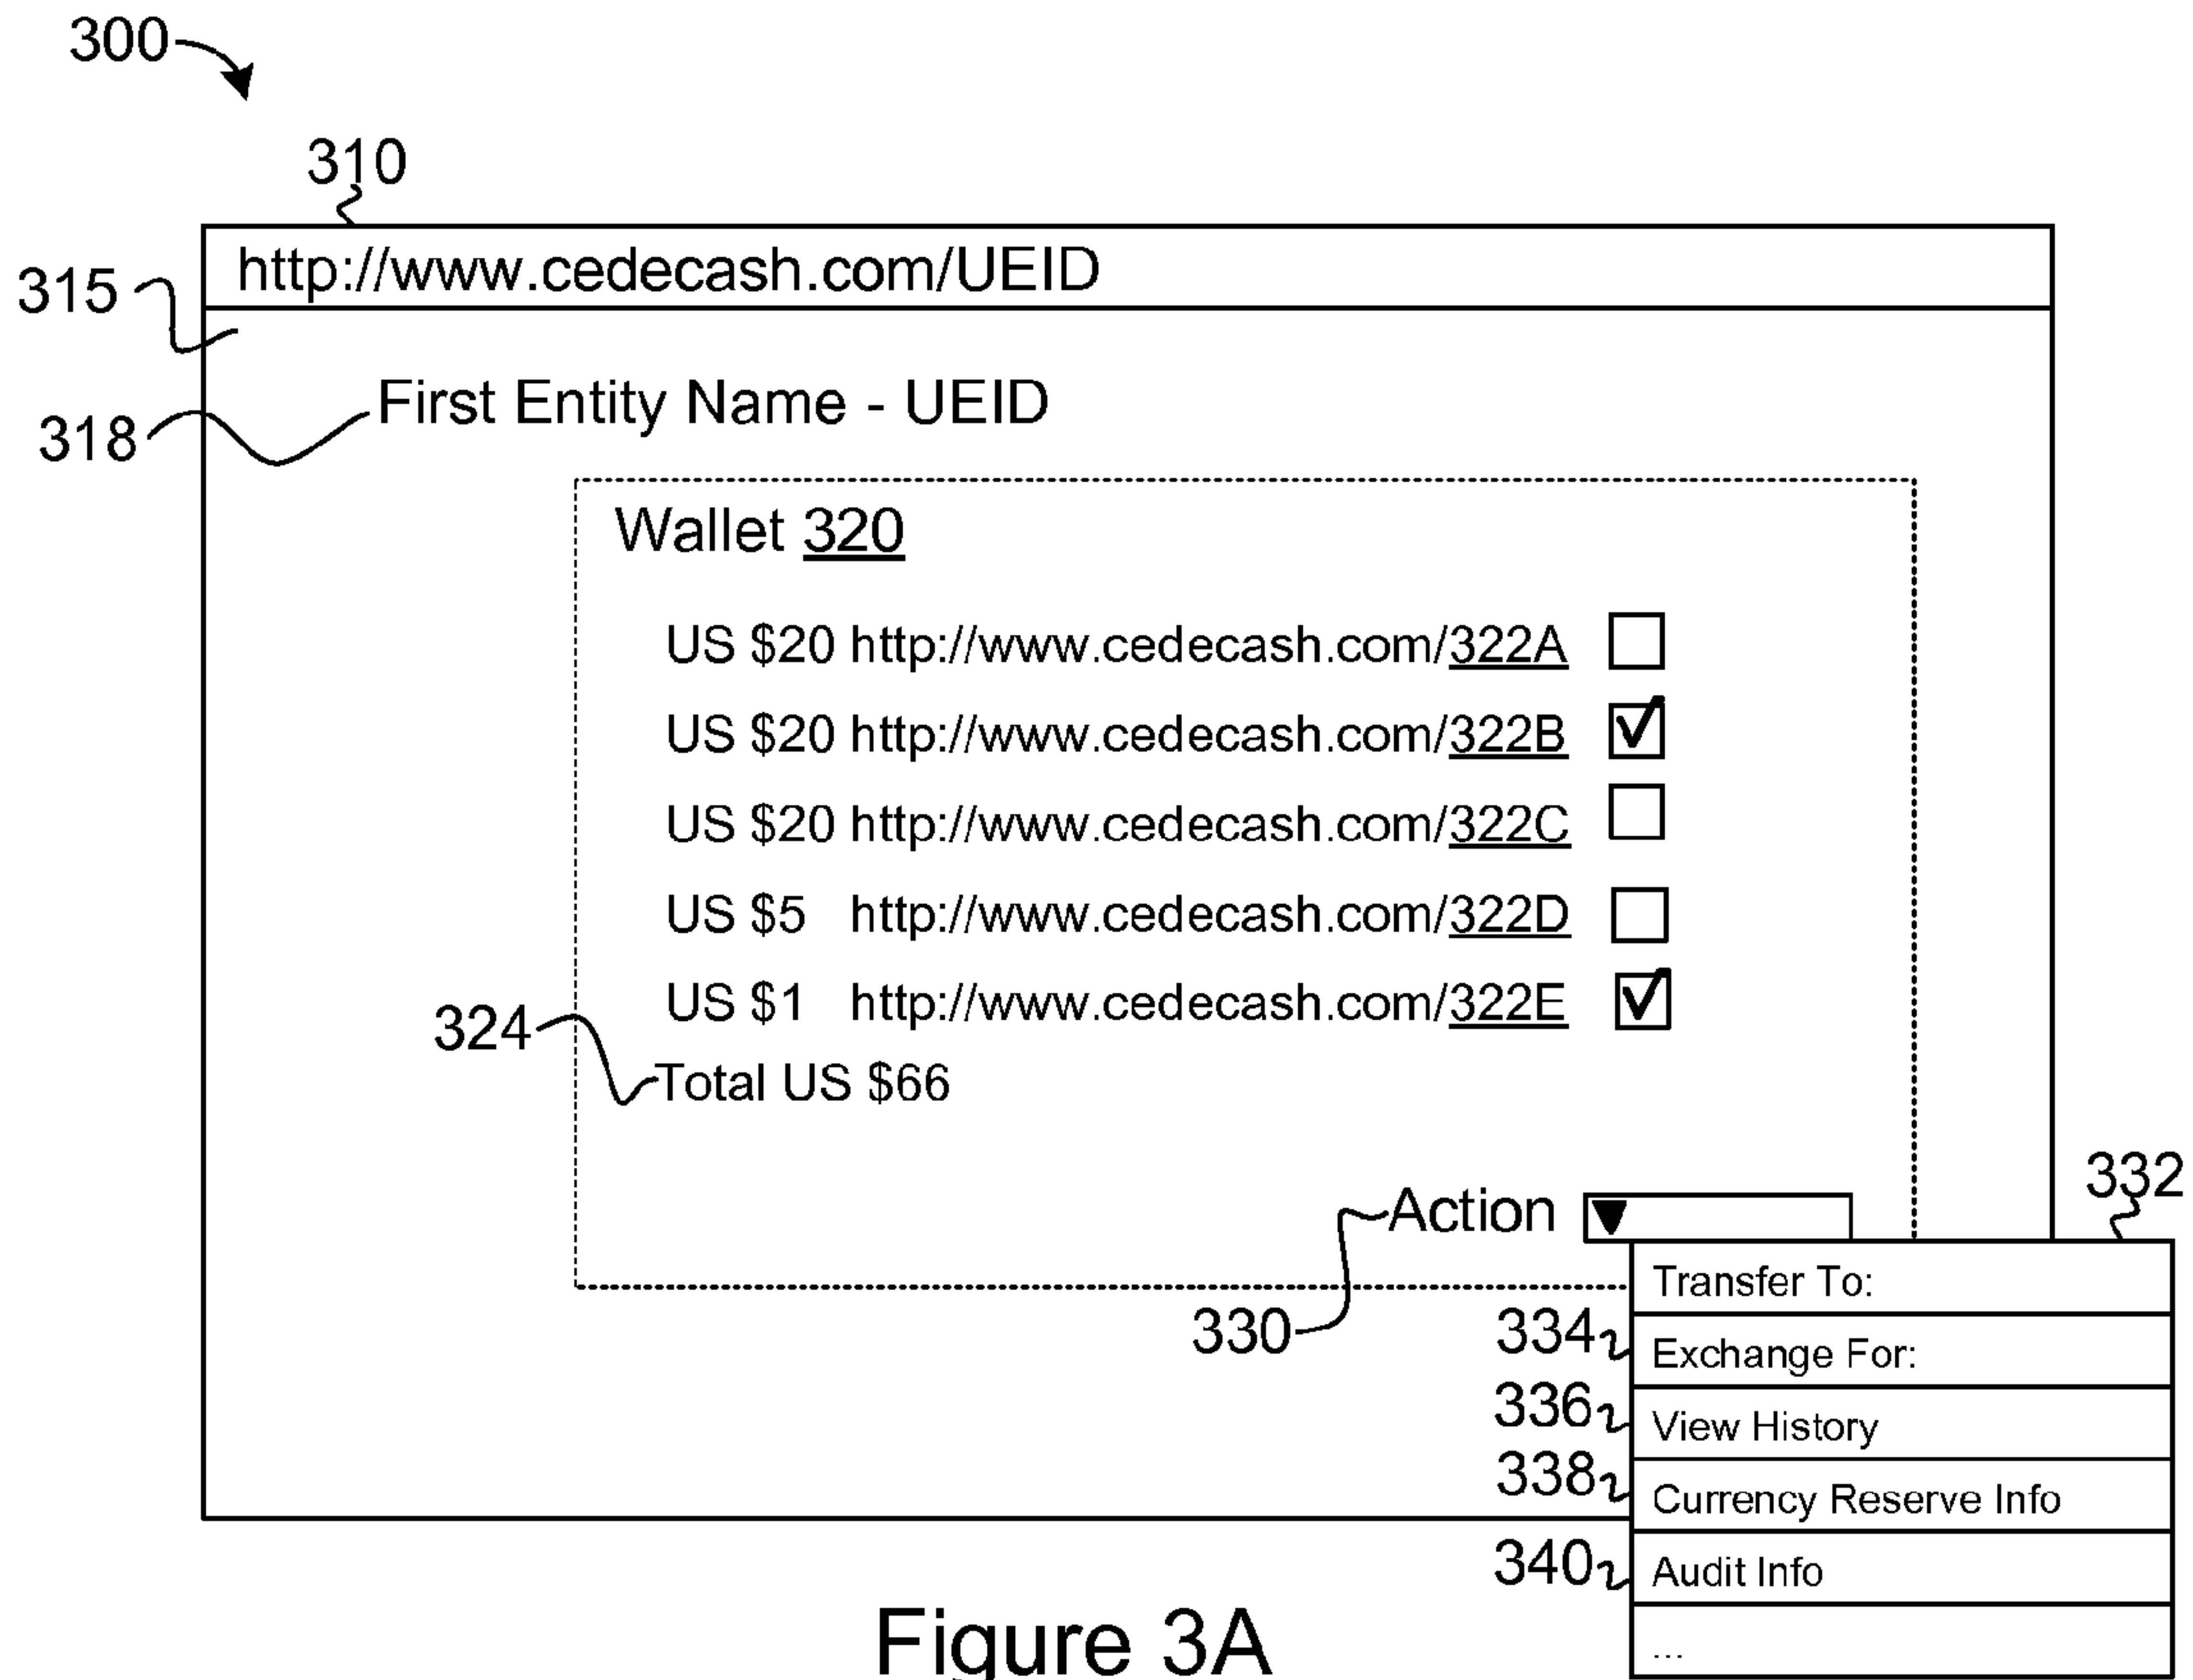 300
310
http://www.cedecash.com/UEID
315
First Entity Name - UEID
318
Wallet 320
US $20 http://www.cedecash.com/322A
US $20 http://www.cedecash.com/322B
US $20 http://www.cedecash.com/322C
US $5 http://www.cedecash.com/322D
US $1 http://www.cedecash.com/322E
324
Total US $66
332
Action
330
Transfer To:
334
Exchange For:
336
View History
338
Currency Reserve Info
340
Audit Info
...
Figure 3A